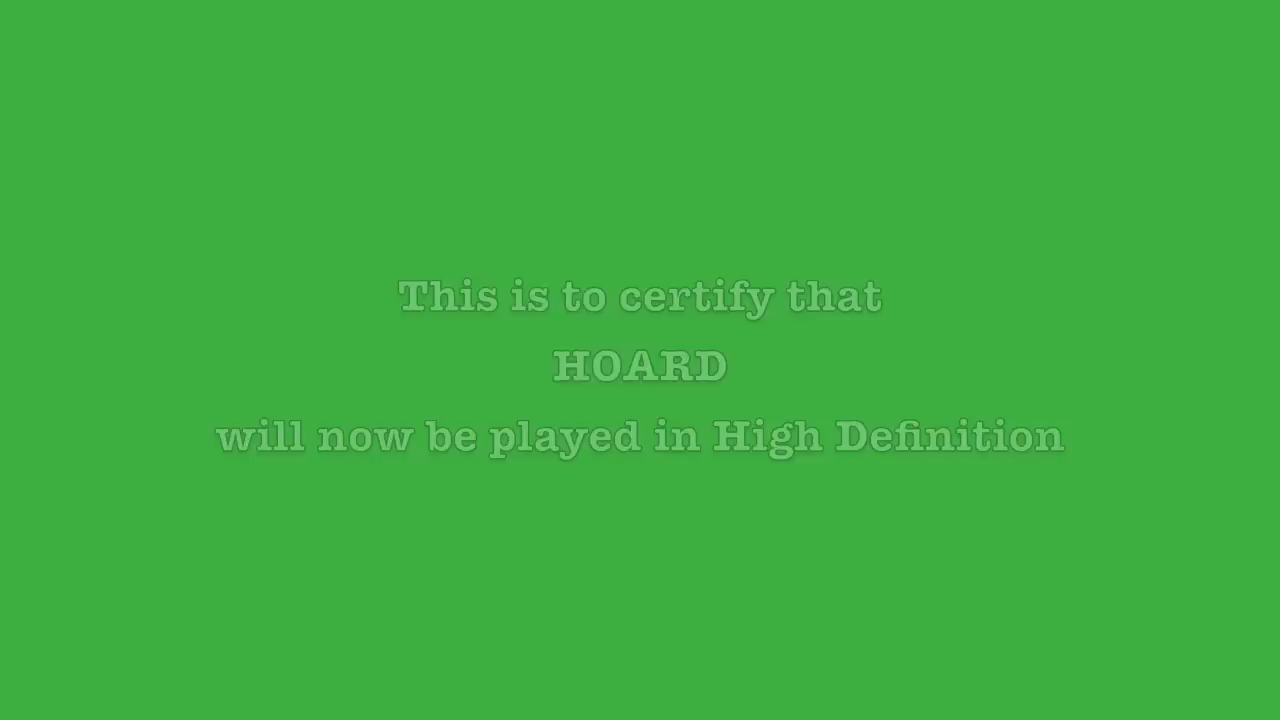 This is to certify that
HOARD
will now be played in High Definition